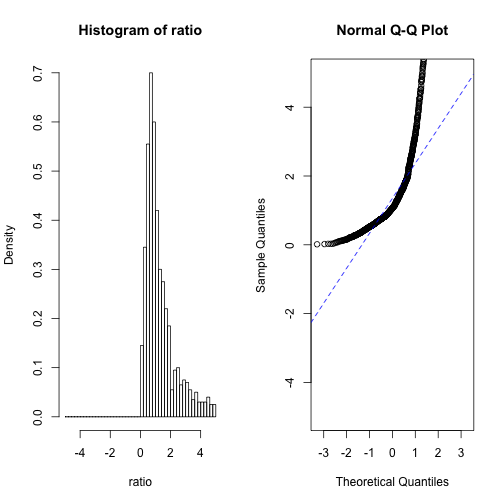 Histogram of ratio
Density
0.0 0.1 0.2 0.3 0.4 0.5 0.6 0.7
-4 -2 0 2 4
ratio
Normal Q-Q Plot
Sample Quantiles
-4 -2 0 2 4
-3 -2 -1 0 1 2 3
Theoretical Quantiles